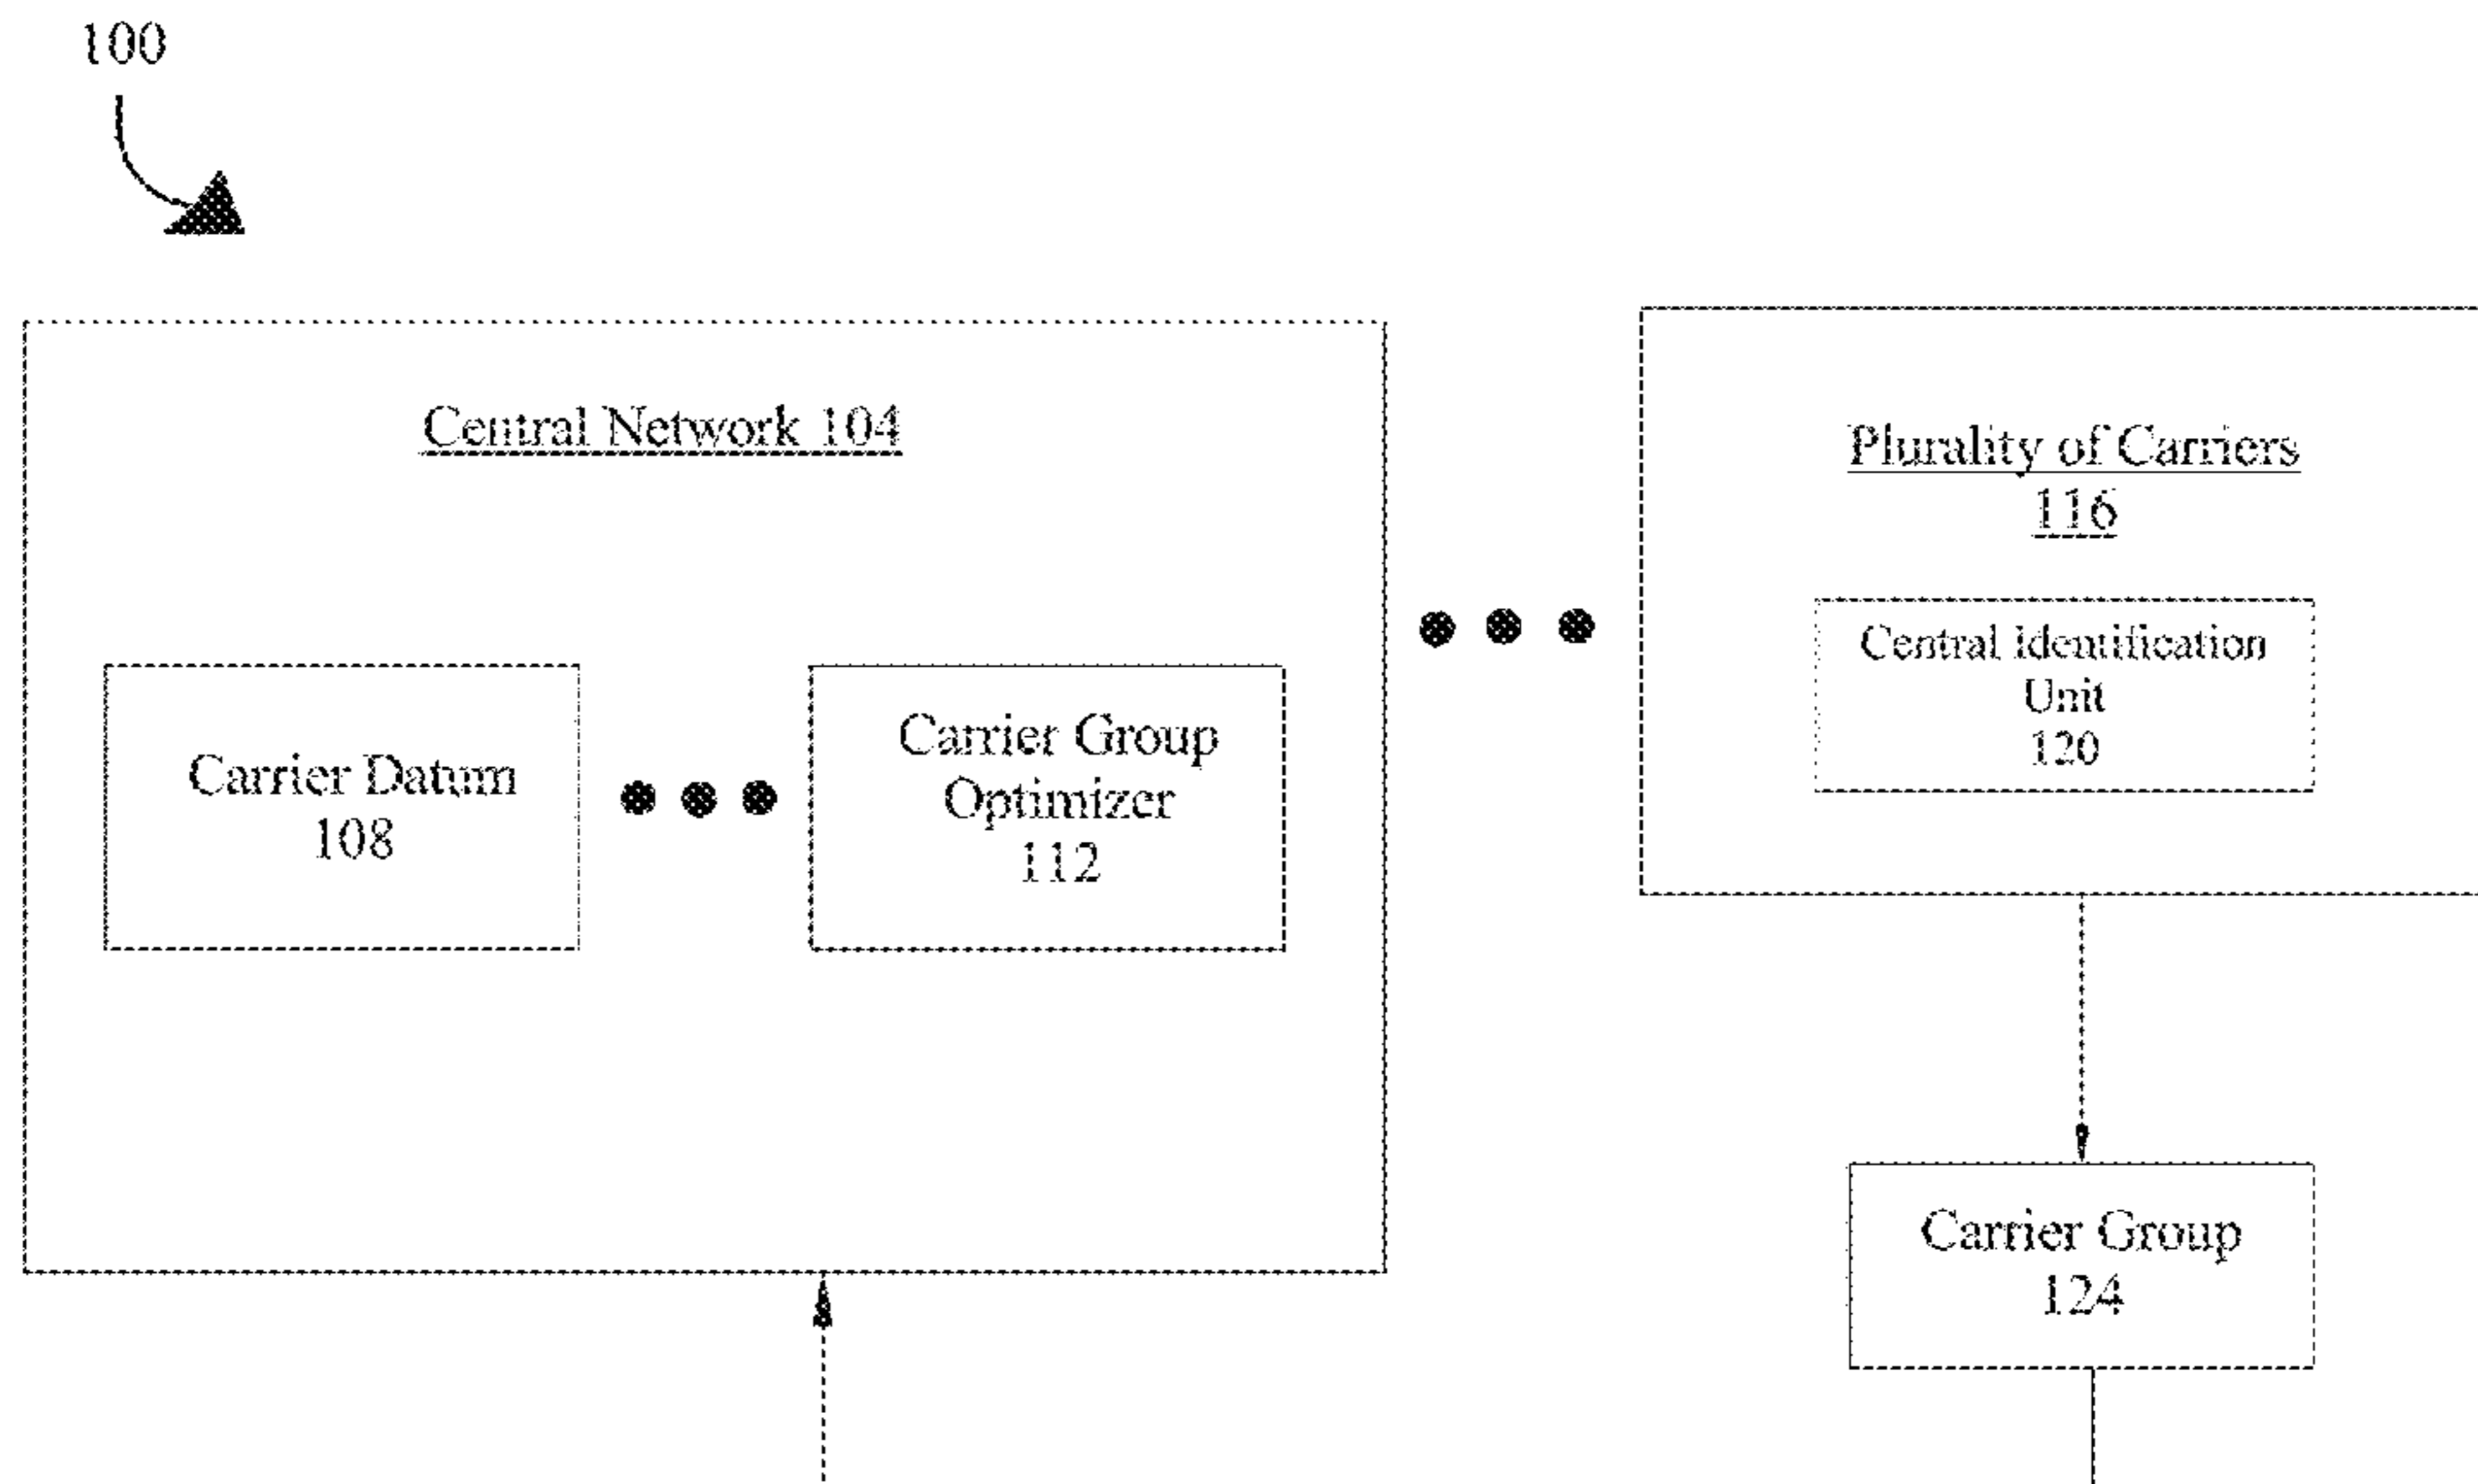 100
Central Network 104
Carrier Datum
108
Carrier Group
Optimizer
112
Plurality of Carriers
116
Central Identification
Unit
120
Carrier Group
124